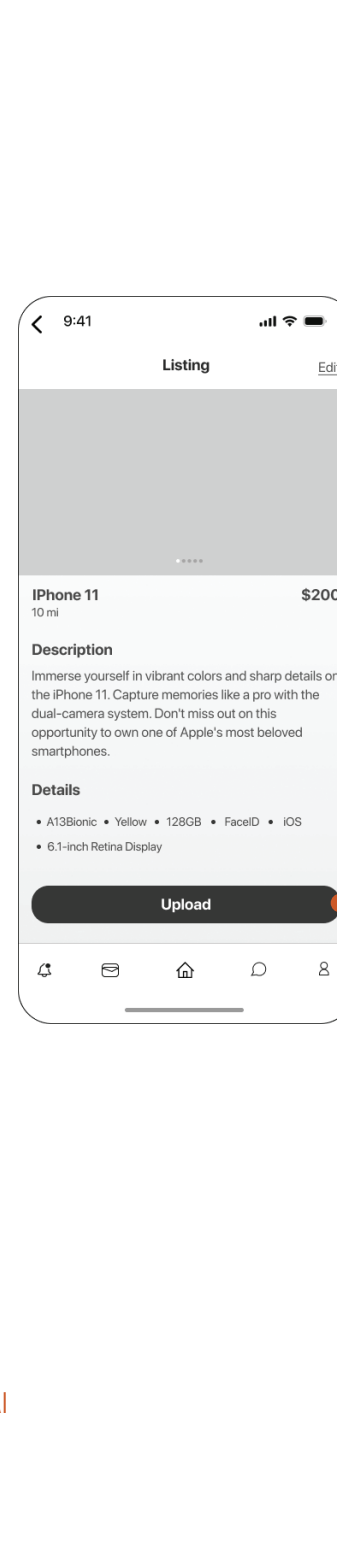 9:41
Listing
Edit
IPhone 11
$200
10 mi
Description
Immerse yourself in vibrant colors and sharp details on
the iPhone 11. Capture memories like a pro with the
dual-camera system. Don't miss out on this
opportunity to own one of Apple's most beloved
smartphones.
Details
• A13Bionic • Yellow • 128GB • FaceID • iOS
• 6.1-inch Retina Display
Upload